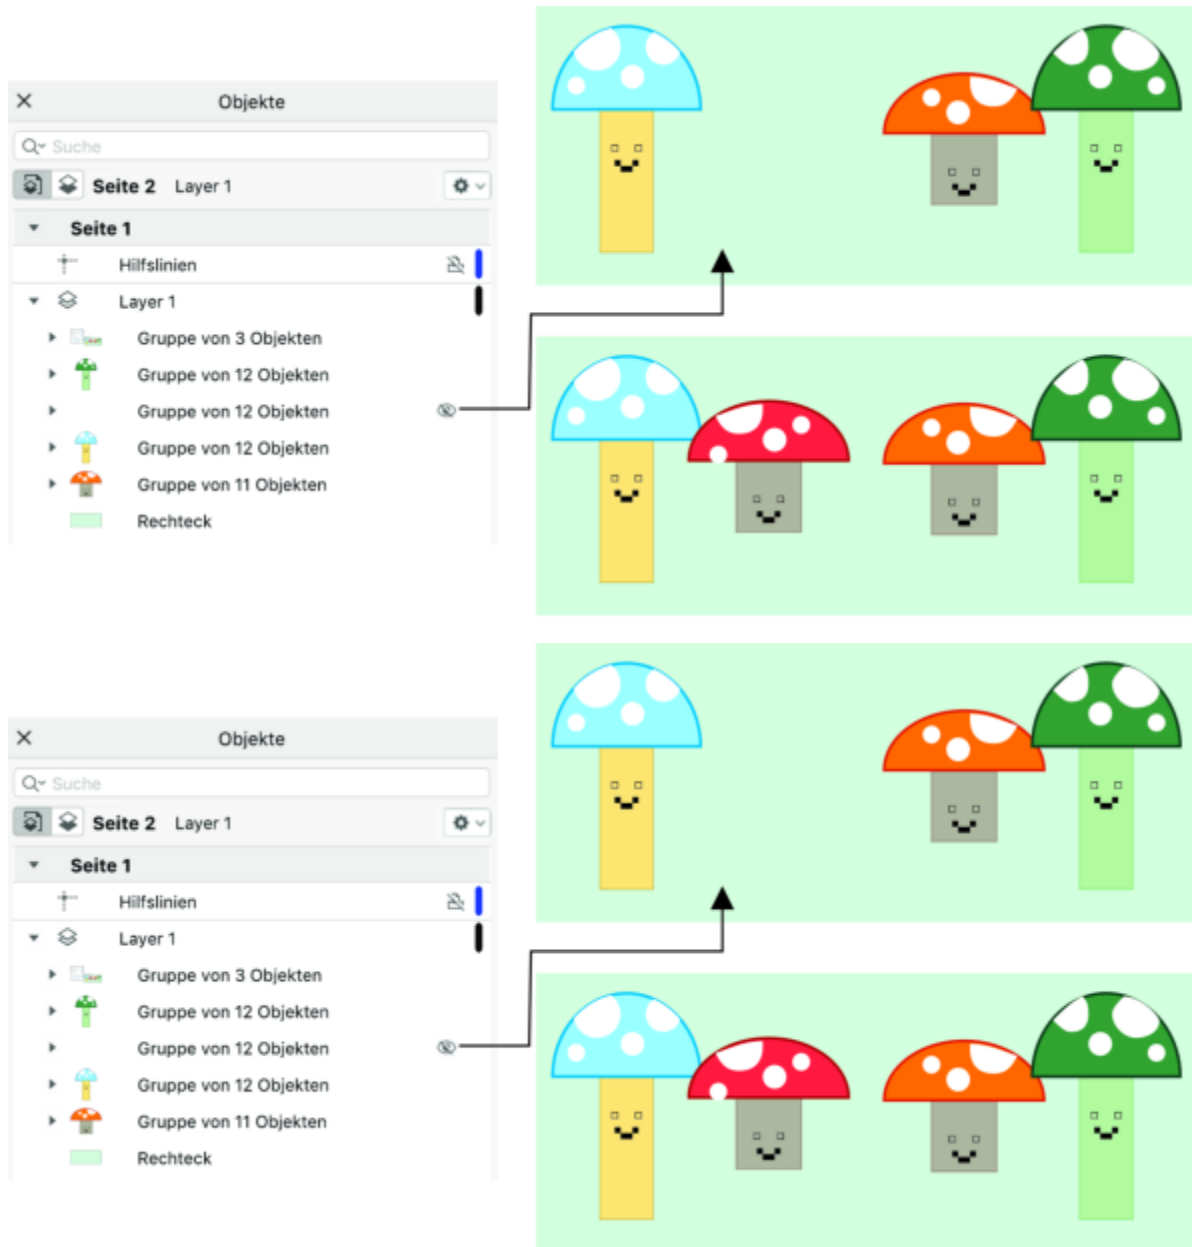 Objekte
Suche
Seite 2 Layer 1
Seite 1
Hilfslinien
Layer 1
Gruppe von 3 Objekten
Gruppe von 12 Objekten
Gruppe von 12 Objekten
Gruppe von 12 Objekten
Gruppe von 11 Objekten
Rechteck
Objekte
Suche
Seite 2 Layer 1
Seite 1
Hilfslinien
Layer 1
Gruppe von 3 Objekten
Gruppe von 12 Objekten
Gruppe von 12 Objekten
Gruppe von 12 Objekten
Gruppe von 11 Objekten
Rechteck